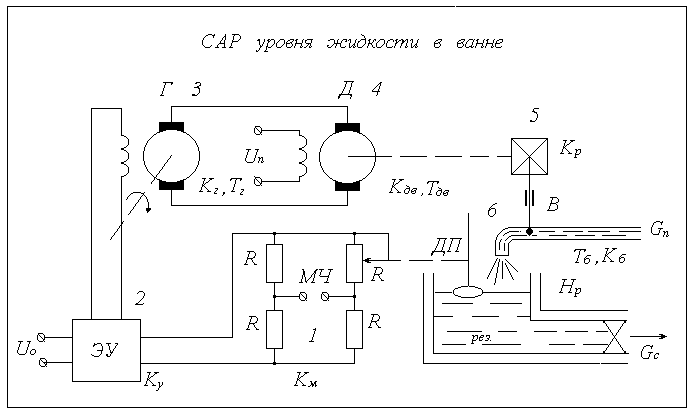 САР уровня жидкости в ванне
Г 3
Д 4
5
Uп
Kг, Tг
Kдв, Tдв
Kр
6
В
Gп
ДП
Tб, Kб
R
МЧ
R
Hр
2
R
1
R
рез.
Uо
ЭУ
Kу
Kм
Gс